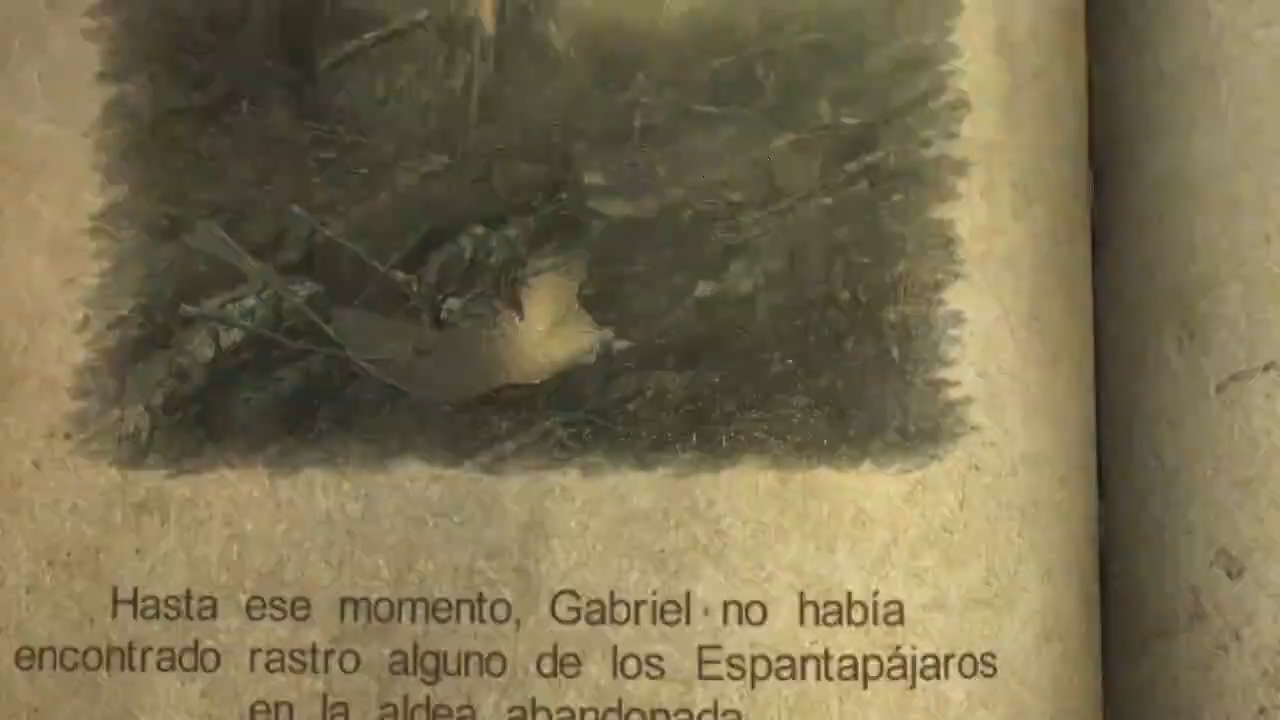 Hasta ese momento, Gabriel no había
encontrado rastro alguno de los Espantapájaros
en la aldea abandonada